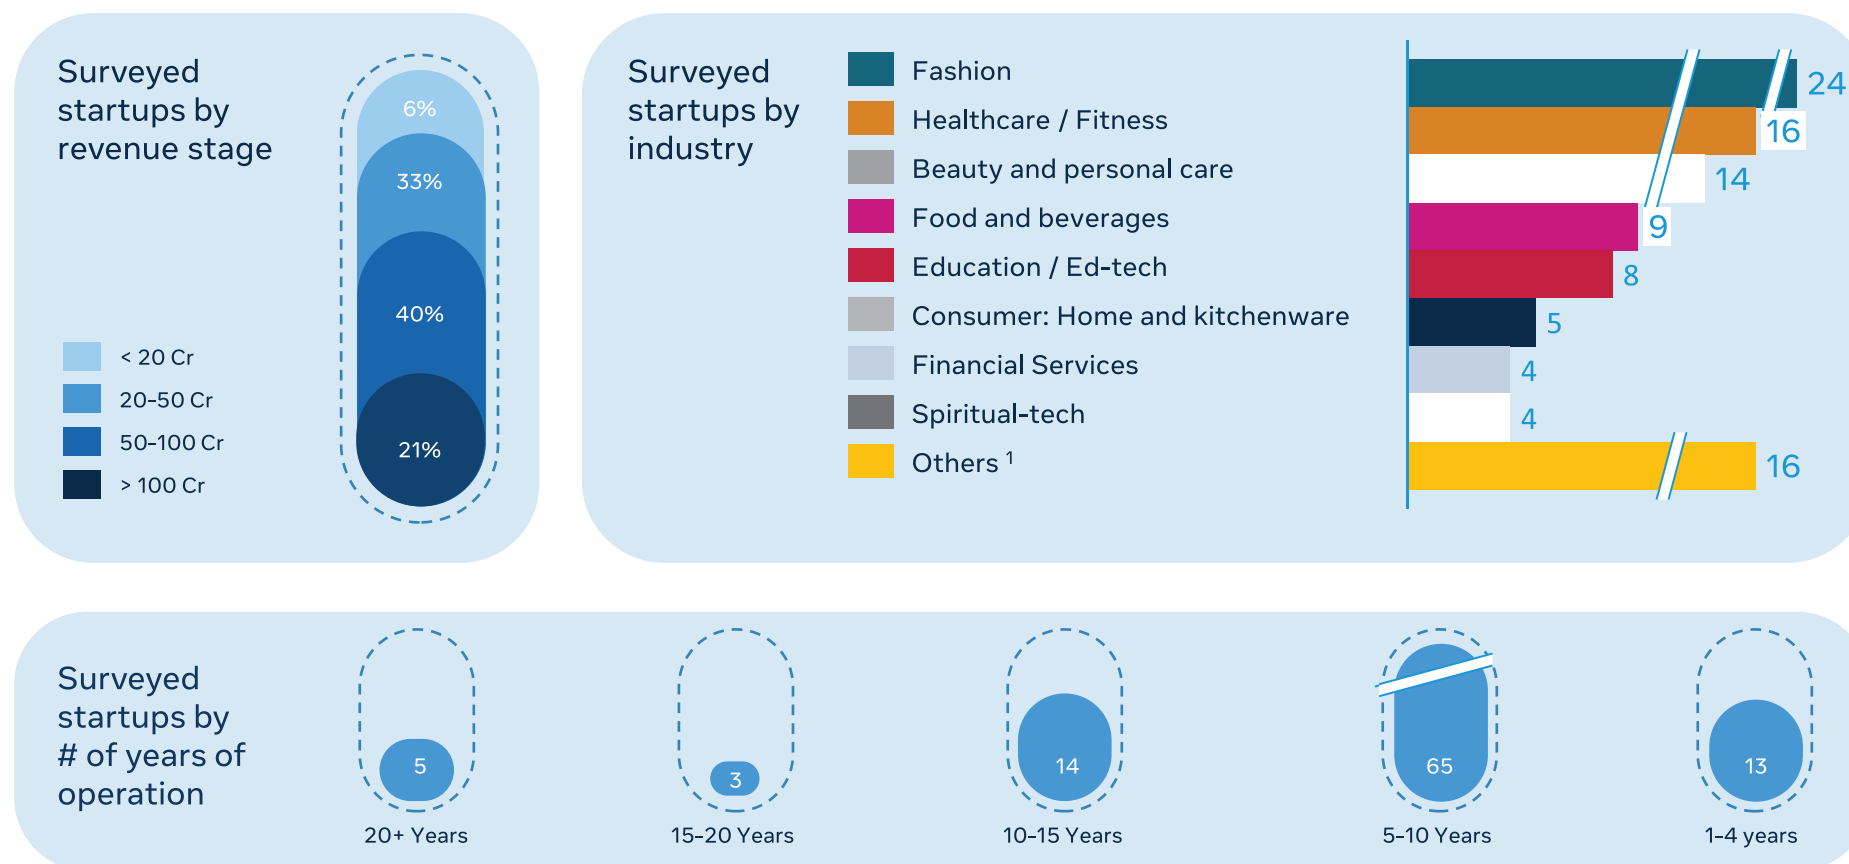 Surveyed
startups by
revenue stage
6%
33%
40%
21%
< 20 Cr
20-50 Cr
50-100 Cr
> 100 Cr
Surveyed
startups by
industry
Fashion
Healthcare / Fitness
Beauty and personal care
Food and beverages
Education / Ed-tech
Consumer: Home and kitchenware
Financial Services
Spiritual-tech
Others ¹
24
16
14
9
8
5
4
4
16
Surveyed
startups by
# of years of
operation
5
3
14
65
13
20+ Years
15-20 Years
10-15 Years
5-10 Years
1-4 years